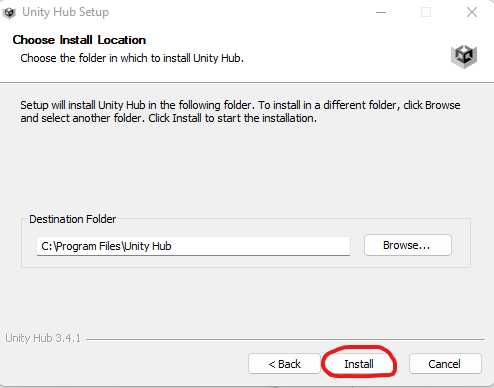 Unity Hub Setup
Choose Install Location
Choose the folder in which to install Unity Hub.
Setup will install Unity Hub in the following folder. To install in a different folder, click Browse
and select another folder. Click Install to start the installation.
Destination Folder
C:\Program Files\Unity Hub
Browse...
Unity Hub 3.4.1
< Back
Install
Cancel